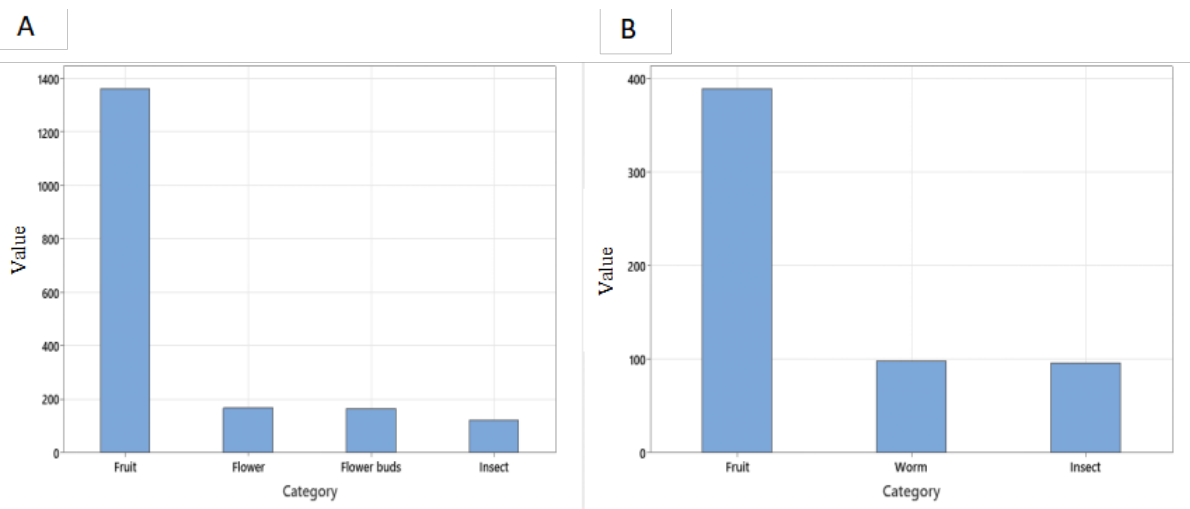 A
1400
1200
1000
800
600
400
200
0
Value
Fruit Flower Flower buds Insect
Category
B
400
300
200
100
0
Value
Fruit Worm Insect
Category